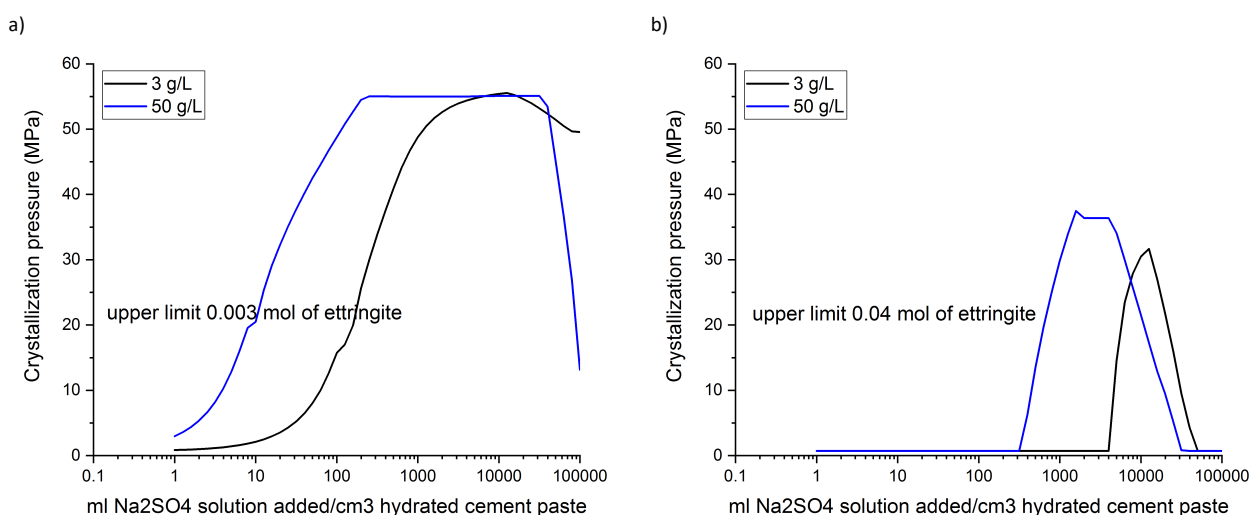 a)
60
50
40
30
20
10
0
Crystallization pressure (MPa)
3 g/L
50 g/L
upper limit 0.003 mol of ettringite
0.1
1
10
100
1000
10000
100000
ml Na2SO4 solution added/cm3 hydrated cement paste
b)
60
50
40
30
20
10
0
Crystallization pressure (MPa)
3 g/L
50 g/L
upper limit 0.04 mol of ettringite
0.1
1
10
100
1000
10000
100000
ml Na2SO4 solution added/cm3 hydrated cement paste